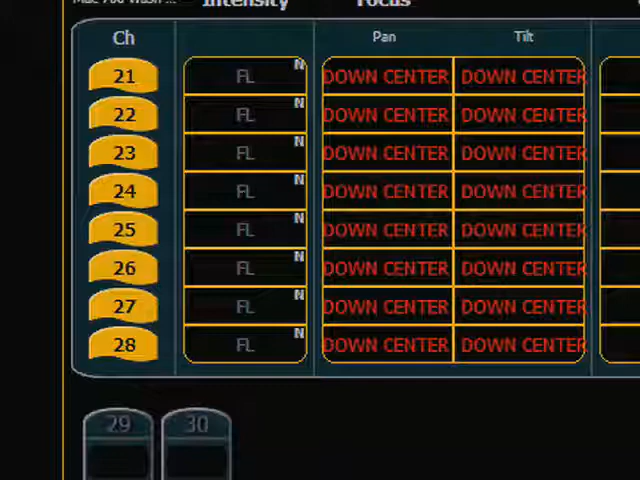 Intensity Focus
Ch Pan Tilt
21 FL N DOWN CENTER DOWN CENTER
22 FL N DOWN CENTER DOWN CENTER
23 FL N DOWN CENTER DOWN CENTER
24 FL N DOWN CENTER DOWN CENTER
25 FL N DOWN CENTER DOWN CENTER
26 FL N DOWN CENTER DOWN CENTER
27 FL N DOWN CENTER DOWN CENTER
28 FL N DOWN CENTER DOWN CENTER
29 30